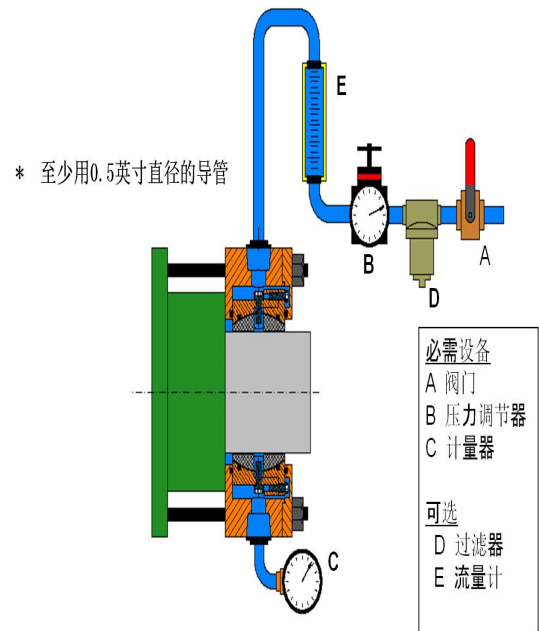 E
* 至少用0.5英寸直径的导管
B
A
D
必需设备
A 阀门
B 压力调节器
C 计量器
可选
D 过滤器
E 流量计
C